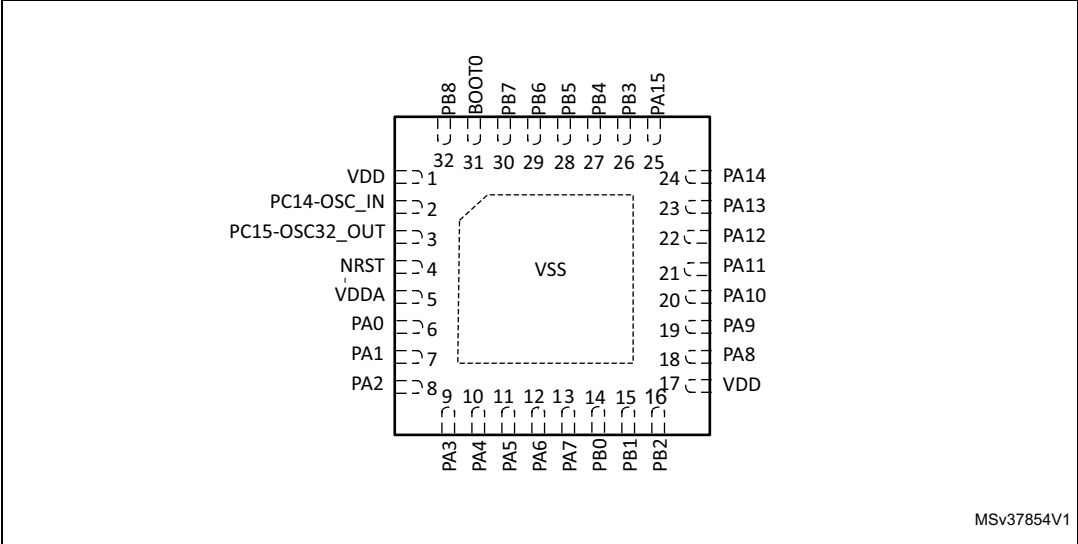 PB8
BOOT0
PB7
PB6
PB5
PB4
PB3
PA15
32 31 30 29 28 27 26 25
VDD 1
PC14-OSC_IN 2
PC15-OSC32_OUT 3
NRST 4
VDDA 5
PA0 6
PA1 7
PA2 8
VSS
24 PA14
23 PA13
22 PA12
21 PA11
20 PA10
19 PA9
18 PA8
17 VDD
9 10 11 12 13 14 15 16
PA3
PA4
PA5
PA6
PA7
PB0
PB1
PB2
MSv37854V1